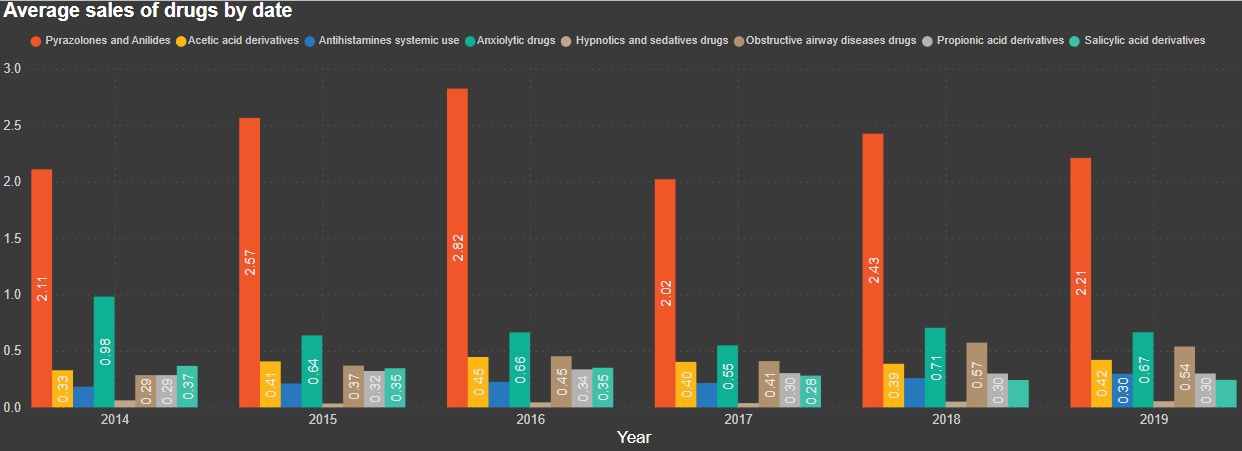 Average sales of drugs by date
Pyrazolones and Anilides Acetic acid derivatives Antihistamines systemic use Anxiolytic drugs Hypnotics and sedatives drugs Obstructive airway diseases drugs Propionic acid derivatives Salicylic acid derivatives
3.0
2.5
2.0
1.5
1.0
0.5
0.0
2.11 0.33 0.98 0.29 0.29 0.37
2.57 0.41 0.64 0.37 0.32 0.35
2.82 0.45 0.66 0.45 0.34 0.35
2.02 0.40 0.55 0.41 0.30 0.28
2.43 0.39 0.71 0.57 0.30
2.21 0.42 0.30 0.67 0.54 0.30
2014 2015 2016 2017 2018 2019
Year